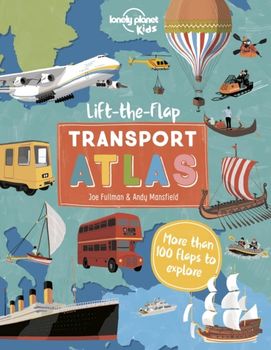 lonely planet
Kids
Lift-the-Flap
TRANSPORT
ATLAS
Joe Fullman & Andy Mansfield
More than
100 flaps to
explore